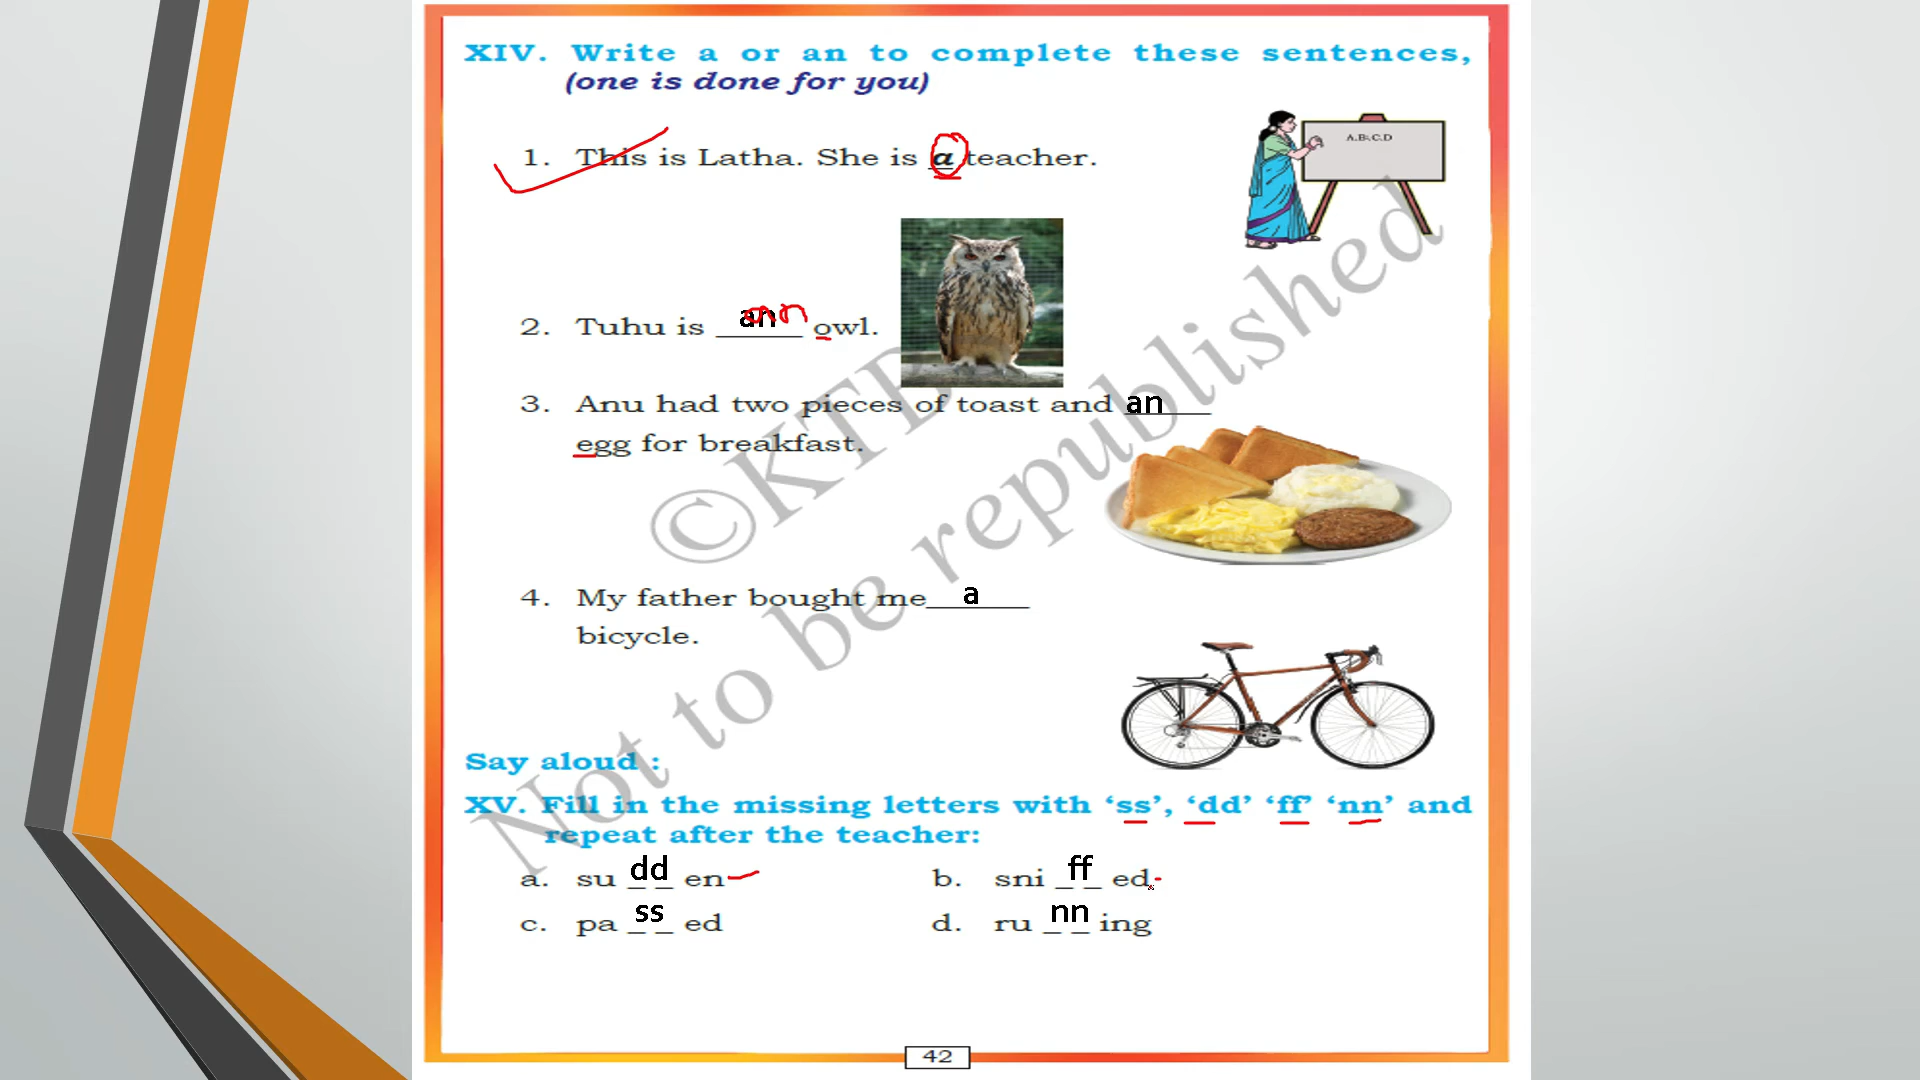 XIV. Write a or an to complete these sentences,
(one is done for you)
A.B.C.D
1. This is Latha. She is a teacher.
2. Tuhu is an an owl.
3. Anu had two pieces of toast and an
egg for breakfast.
4. My father bought me a
bicycle.
Say aloud :
XV. Fill in the missing letters with ‘ss’, ‘dd’ ‘ff’ ‘nn’ and
repeat after the teacher:
a. su dd en
b. sni ff ed
c. pa ss ed
d. ru nn ing
©KTB
Not to be republished
42